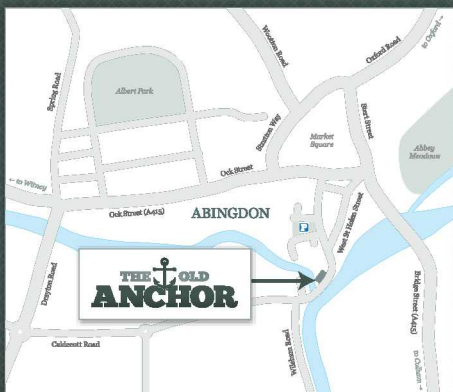 Wootton Road
Oxford Road
to Oxford →
Spring Road
Albert Park
Stratton Way
Stert Street
Market
Square
Abbey
Meadows
Ock Street
← to Witney
Ock Street (A415)
ABINGDON
P
West St Helen Street
Drayton Road
THE OLD
ANCHOR
Bridge Street (A415)
Caldecott Road
Wilsham Road
to Culham →